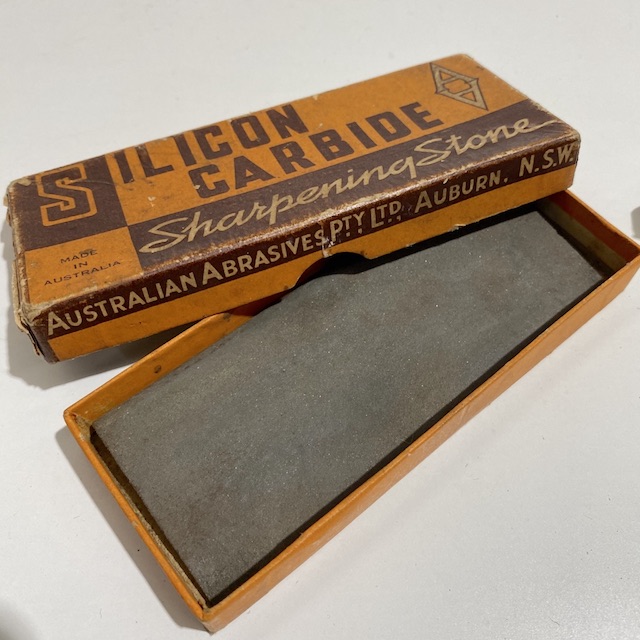 SILICON
CARBIDE
Sharpening Stone
MADE
IN
AUSTRALIA
AUSTRALIAN ABRASIVES PTY LTD. AUBURN. N.S.W.